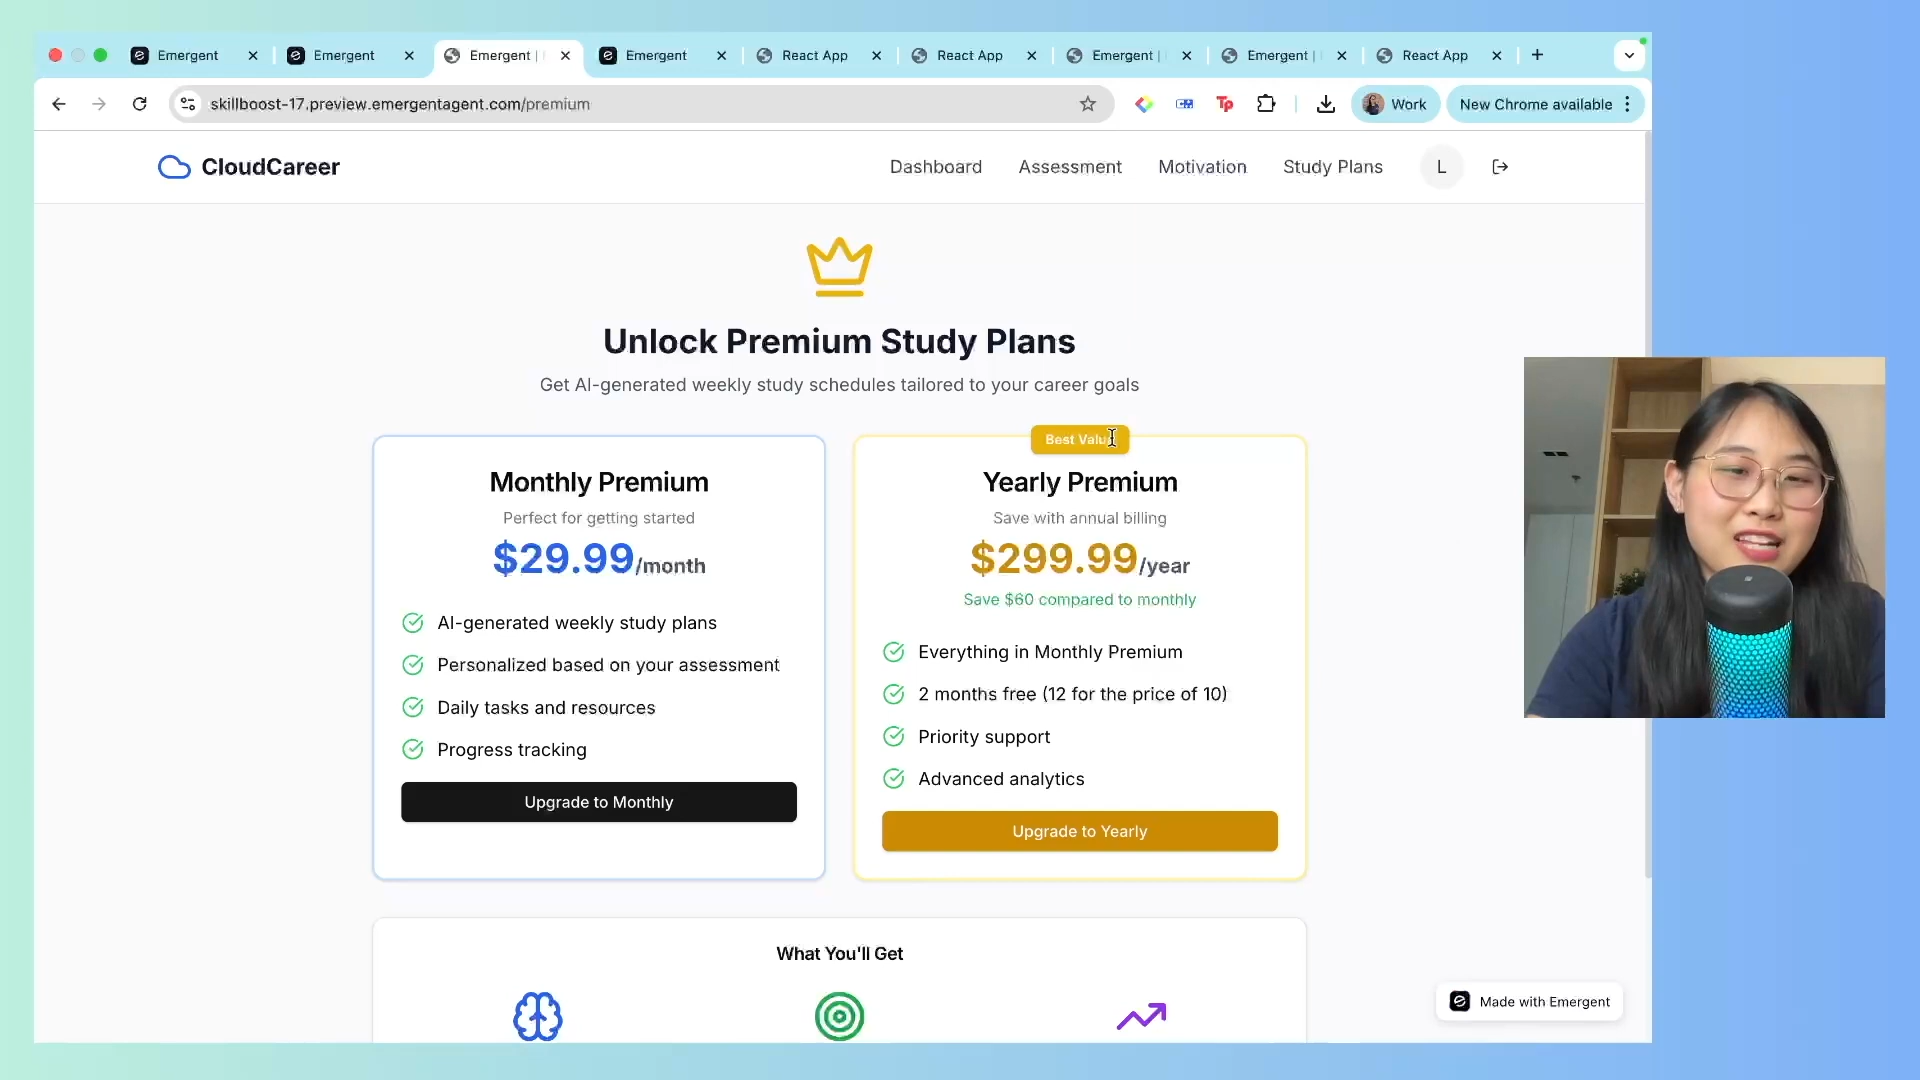 Emergent
Emergent
Emergent |
Emergent
React App
React App
Emergent |
Emergent |
React App
skillboost-17.preview.emergentagent.com/premium
Tp
Work
New Chrome available
CloudCareer
Dashboard
Assessment
Motivation
Study Plans
L
Unlock Premium Study Plans
Get AI-generated weekly study schedules tailored to your career goals
Monthly Premium
Perfect for getting started
$29.99/month
AI-generated weekly study plans
Personalized based on your assessment
Daily tasks and resources
Progress tracking
Upgrade to Monthly
Best Value
Yearly Premium
Save with annual billing
$299.99/year
Save $60 compared to monthly
Everything in Monthly Premium
2 months free (12 for the price of 10)
Priority support
Advanced analytics
Upgrade to Yearly
What You'll Get
Made with Emergent